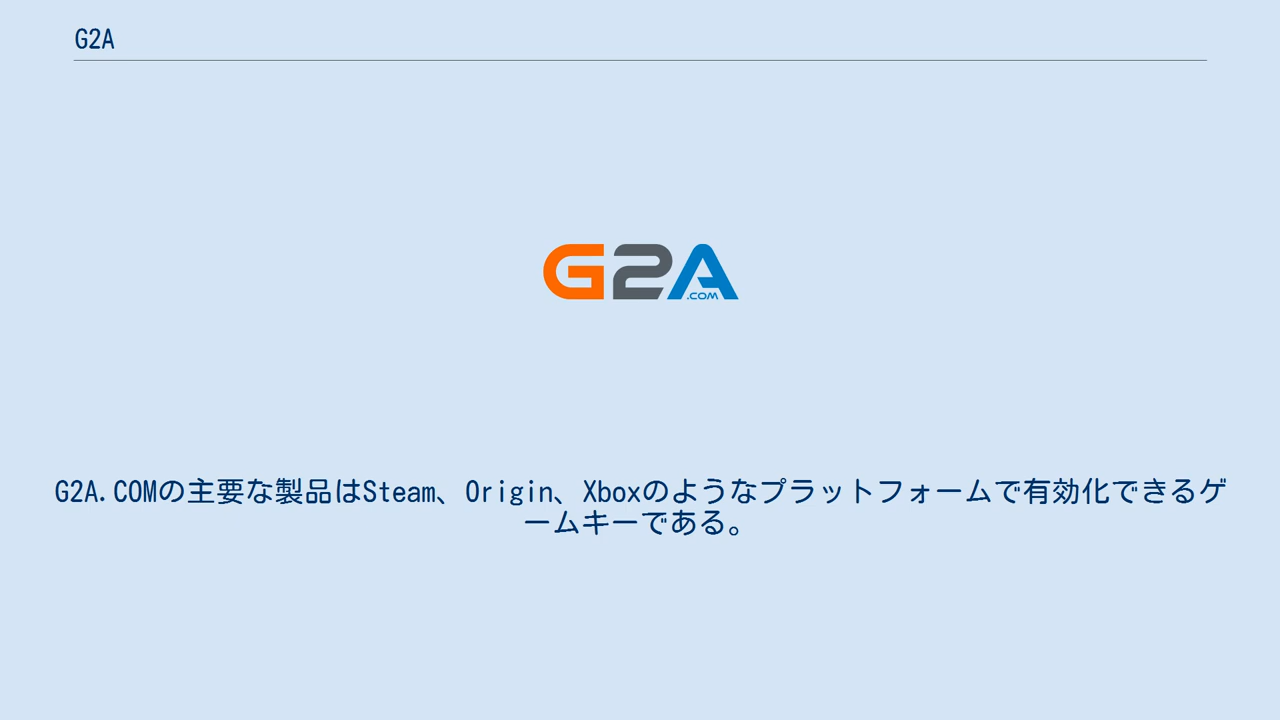 G2A
G2A
.COM
G2A.COMの主要な製品はSteam、Origin、Xboxのようなプラットフォームで有効化できるゲ
ームキーである。